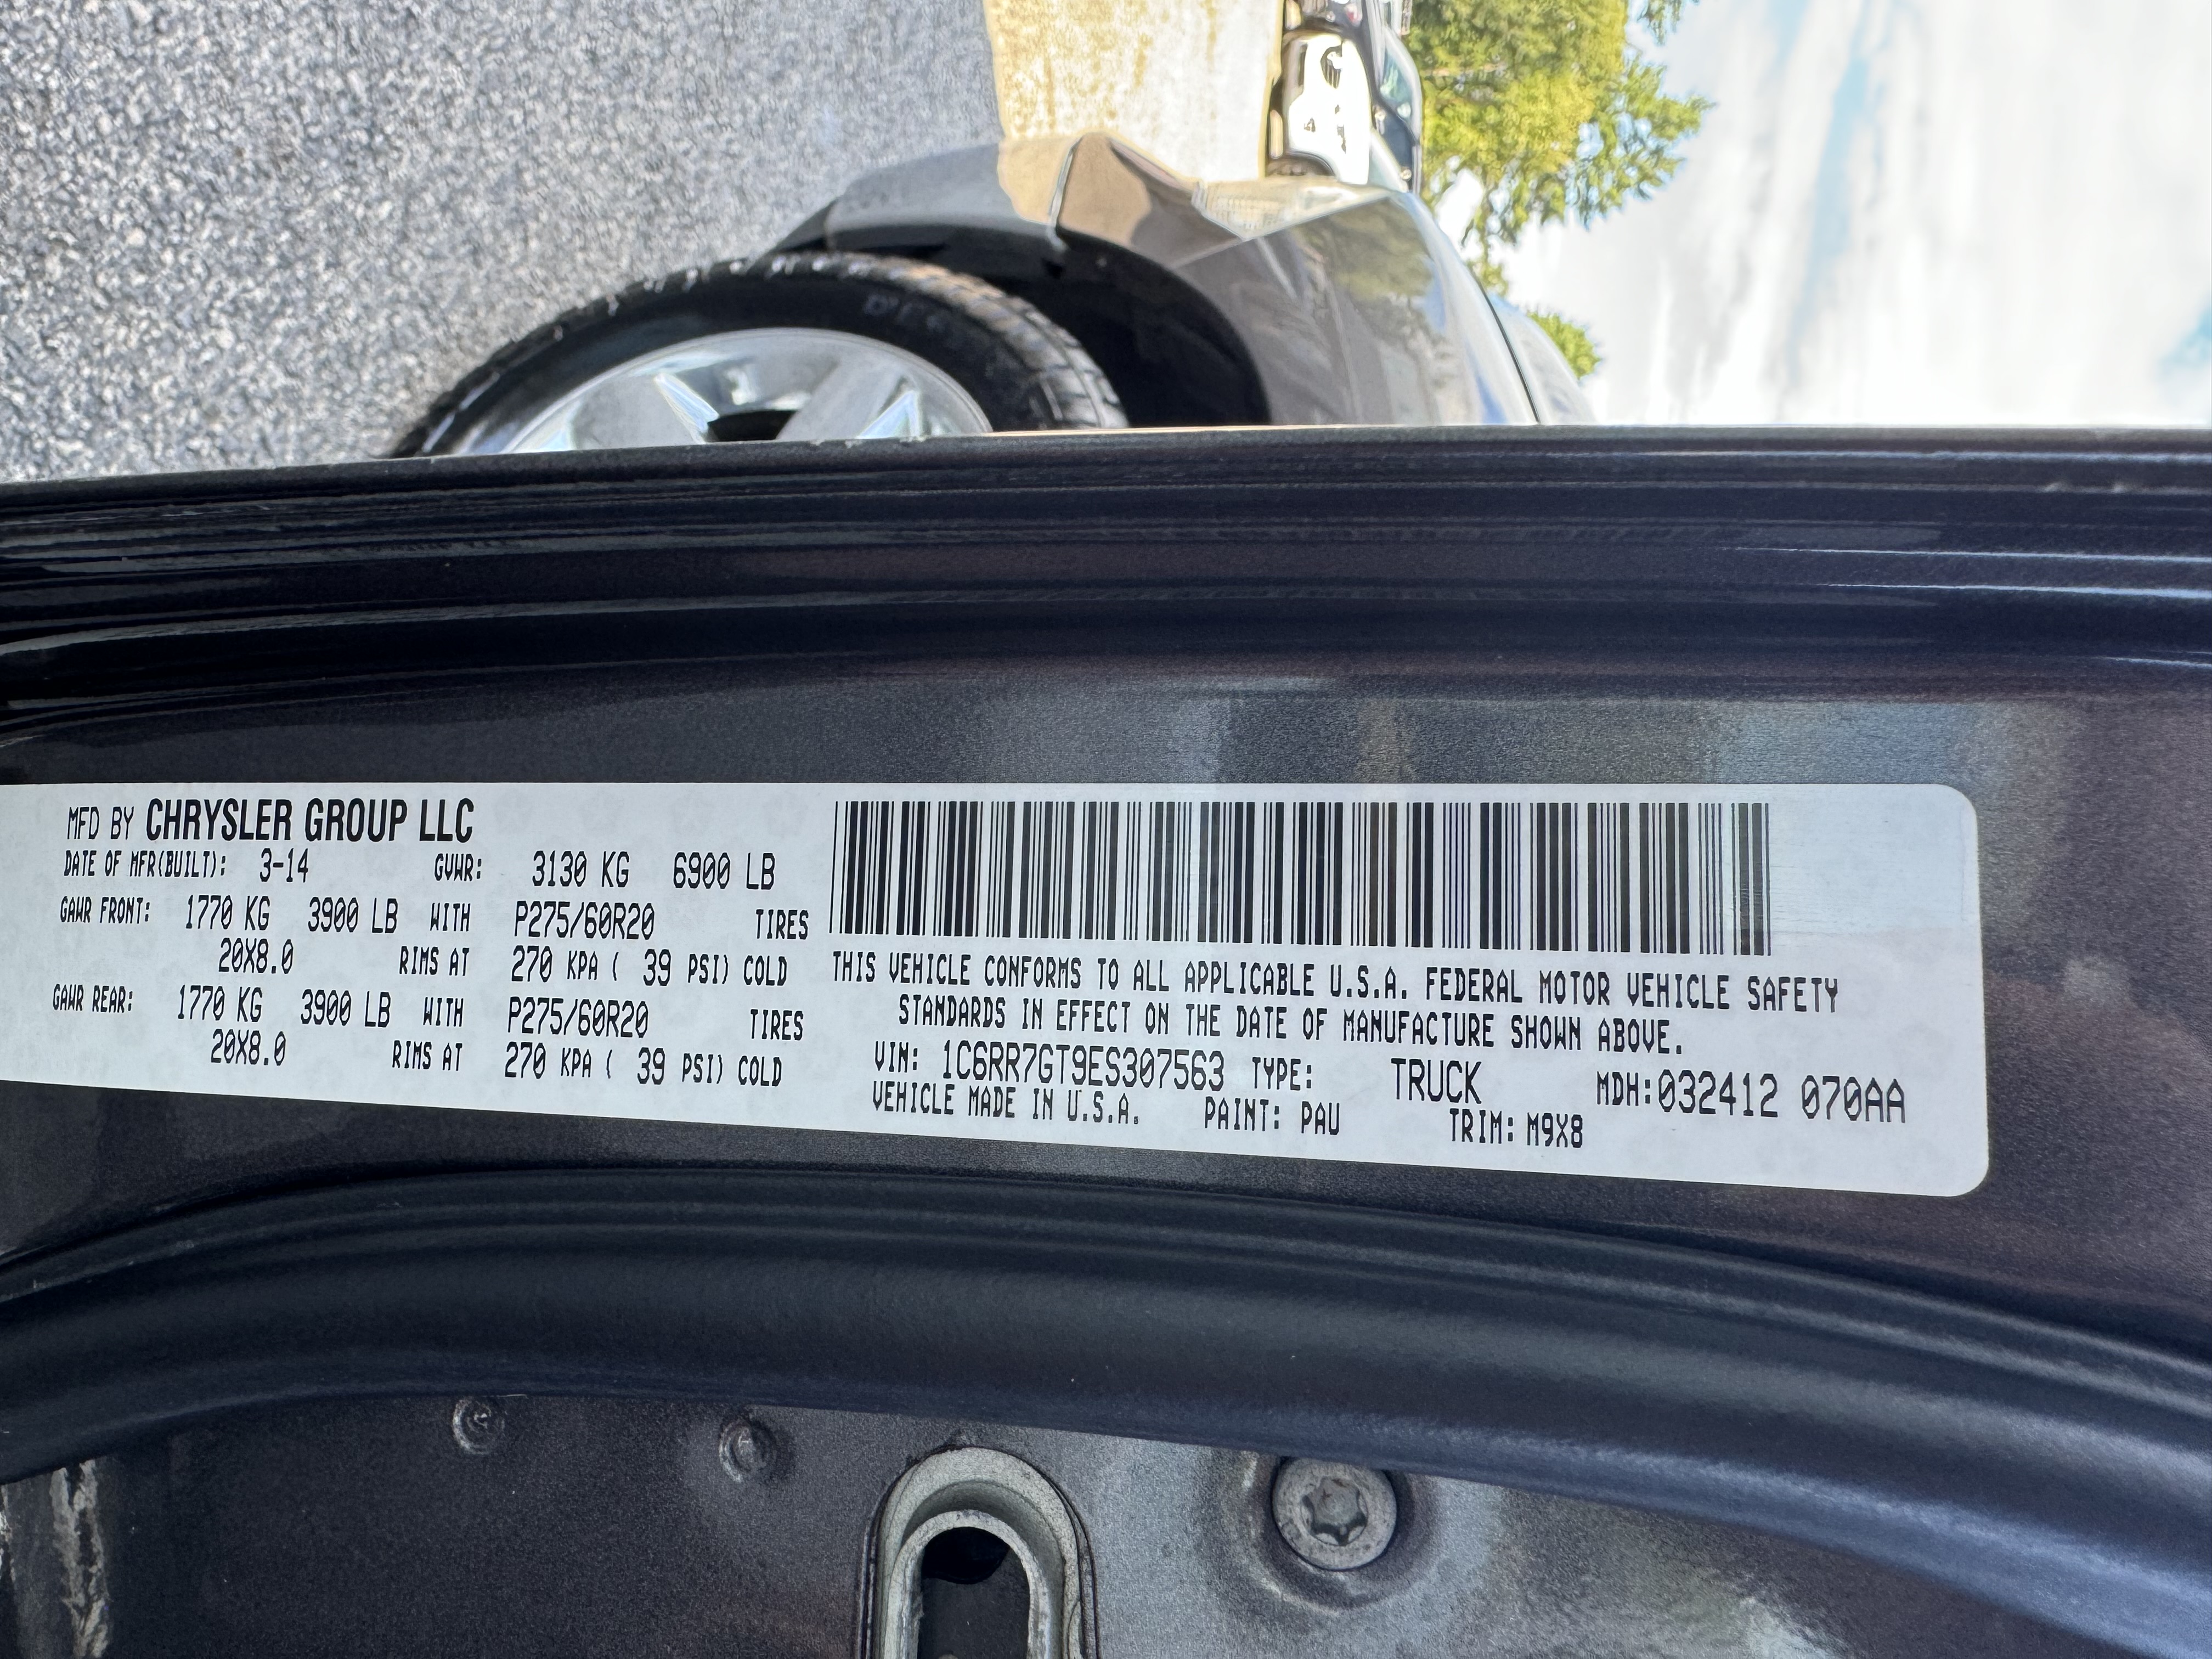 MFD BY CHRYSLER GROUP LLC
DATE OF MFR(BUILT): 3-14 GVWR: 3130 KG 6900 LB
GAWR FRONT: 1770 KG 3900 LB WITH P275/60R20 TIRES
20X8.0 RIMS AT 270 KPA ( 39 PSI) COLD
GAWR REAR: 1770 KG 3900 LB WITH P275/60R20 TIRES
20X8.0 RIMS AT 270 KPA ( 39 PSI) COLD
THIS VEHICLE CONFORMS TO ALL APPLICABLE U.S.A. FEDERAL MOTOR VEHICLE SAFETY
STANDARDS IN EFFECT ON THE DATE OF MANUFACTURE SHOWN ABOVE.
VIN: 1C6RR7GT9ES307563 TYPE: TRUCK MDH:032412 070AA
VEHICLE MADE IN U.S.A. PAINT: PAU TRIM: M9X8